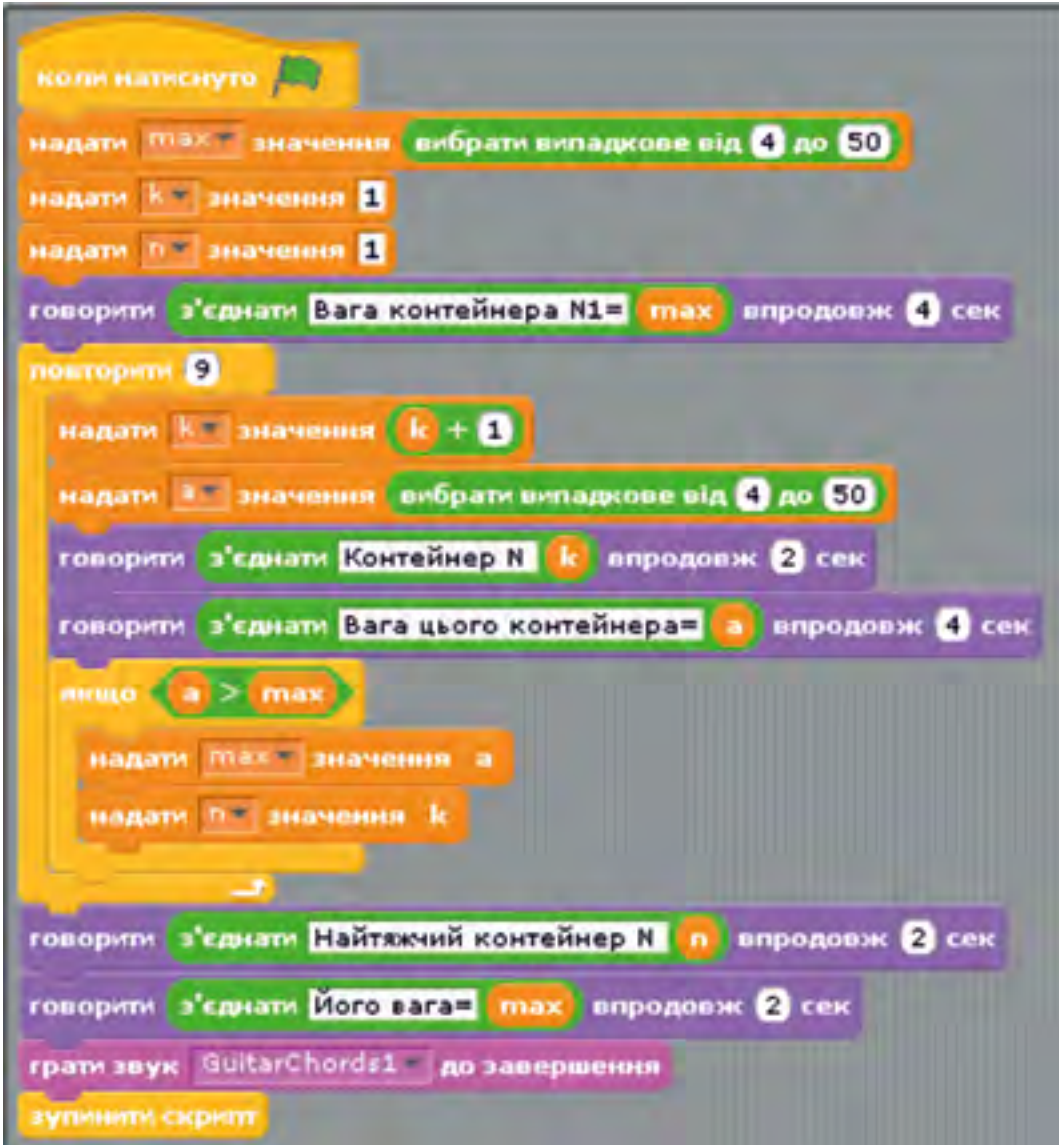 коли натиснуто
надати max значення вибрати випадкове від 4 до 50
надати k значення 1
надати n значення 1
говорити з'єднати Вага контейнера N1= max впродовж 4 сек
повторити 9
надати k значення k + 1
надати a значення вибрати випадкове від 4 до 50
говорити з'єднати Контейнер N k впродовж 2 сек
говорити з'єднати Вага цього контейнера= a впродовж 4 сек
якщо a > max
надати max значення a
надати n значення k
говорити з'єднати Найтяжчий контейнер N n впродовж 2 сек
говорити з'єднати Його вага= max впродовж 2 сек
грати звук GuitarChords1 до завершення
зупинити скрипт